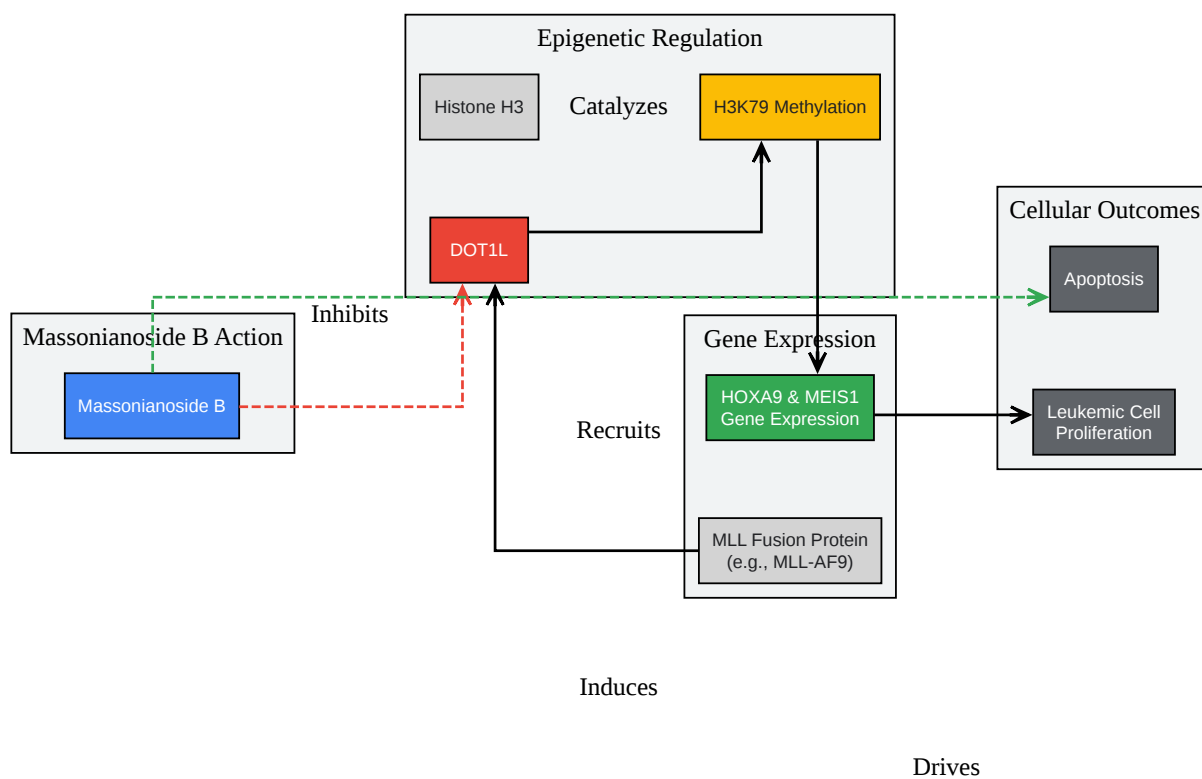 Epigenetic Regulation
Histone H3
Catalyzes
H3K79 Methylation
DOT1L
Cellular Outcomes
Apoptosis
Inhibits
Massonianoside B Action
Massonianoside B
Gene Expression
HOXA9 & MEIS1
Gene Expression
Leukemic Cell
Proliferation
Recruits
MLL Fusion Protein
(e.g., MLL-AF9)
Induces
Drives